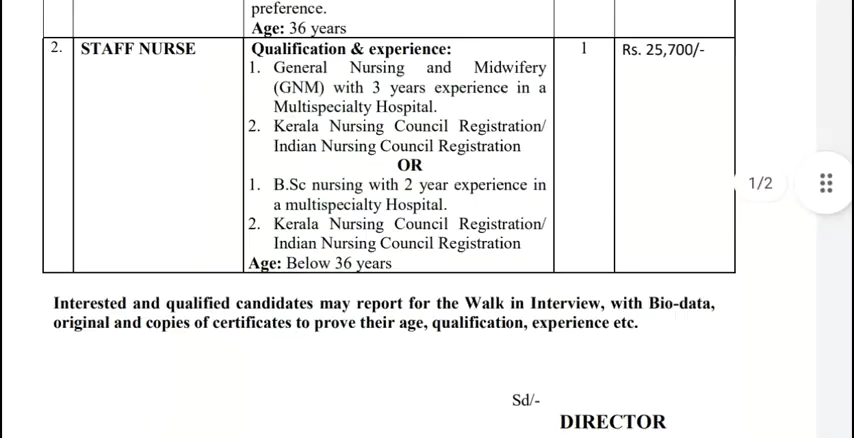 preference.
Age: 36 years
2. STAFF NURSE Qualification & experience: 1 Rs. 25,700/-
1. General Nursing and Midwifery
(GNM) with 3 years experience in a
Multispecialty Hospital.
2. Kerala Nursing Council Registration/
Indian Nursing Council Registration
OR
1. B.Sc nursing with 2 year experience in
a multispecialty Hospital.
2. Kerala Nursing Council Registration/
Indian Nursing Council Registration
Age: Below 36 years
1/2
Interested and qualified candidates may report for the Walk in Interview, with Bio-data,
original and copies of certificates to prove their age, qualification, experience etc.
Sd/-
DIRECTOR